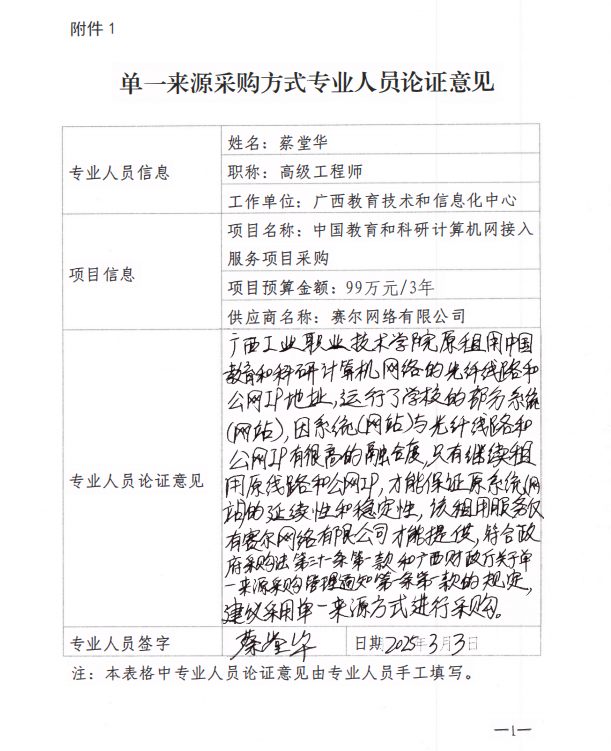 附件 1
单一来源采购方式专业人员论证意见
专业人员信息
姓名：蔡堂华
职称：高级工程师
工作单位：广西教育技术和信息化中心
项目信息
项目名称：中国教育和科研计算机网接入
服务项目采购
项目预算金额：99万元/3年
供应商名称：赛尔网络有限公司
专业人员论证意见
广西工业职业技术学院原租用中国
教育和科研计算机网络的光纤线路和
公网IP地址，运行了学校的部分系统
(网站)，因系统(网站)与光纤线路和
公网IP有很高的融合度，只有继续租
用原线路和公网IP，才能保证原系统(网
站)的延续性和稳定性，该租用服务仅
有赛尔网络有限公司才能提供，符合政
府采购法第三十一条第一款和广西财政厅关于单
一来源采购管理通知第一条第一款的规定，
建议采用单一来源方式进行采购。
专业人员签字
蔡堂华
日期 2025年3月3日
注：本表格中专业人员论证意见由专业人员手工填写。
—1—